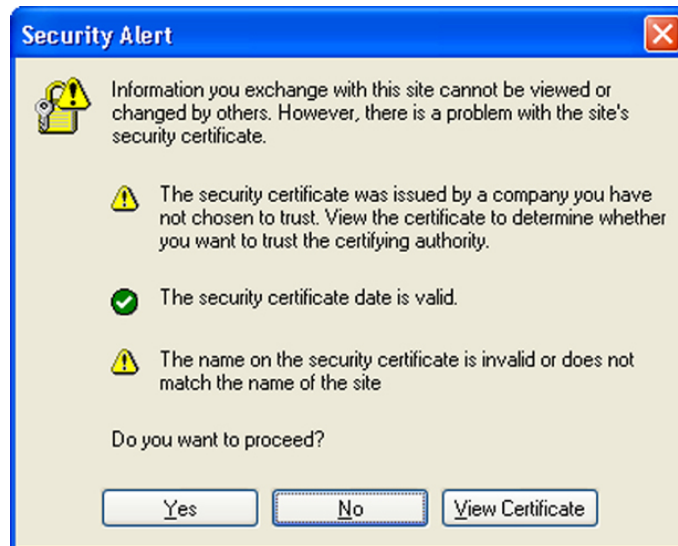 Security Alert
Information you exchange with this site cannot be viewed or
changed by others. However, there is a problem with the site's
security certificate.
The security certificate was issued by a company you have
not chosen to trust. View the certificate to determine whether
you want to trust the certifying authority.
The security certificate date is valid.
The name on the security certificate is invalid or does not
match the name of the site
Do you want to proceed?
Yes No View Certificate